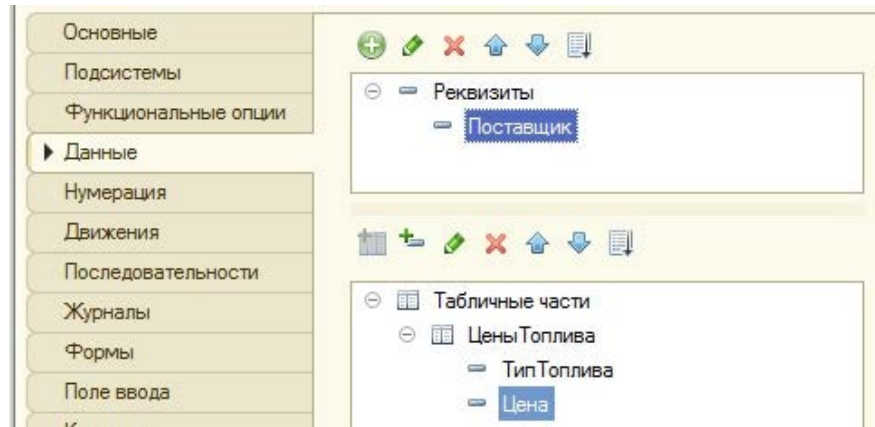 Основные
Подсистемы
Функциональные опции
Данные
Нумерация
Движения
Последовательности
Журналы
Формы
Поле ввода
Реквизиты
Поставщик
Табличные части
ЦеныТоплива
ТипТоплива
Цена